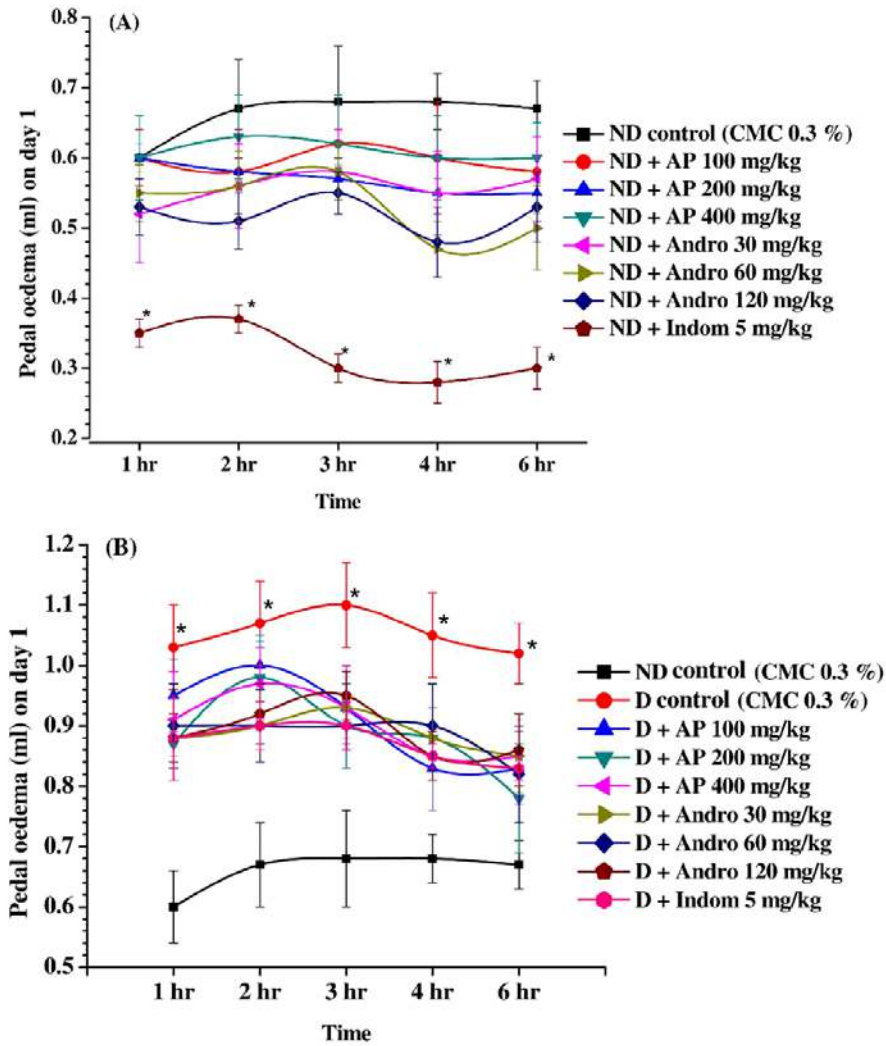 (A)
0.8
0.7
0.6
0.5
0.4
0.3
0.2
Pedal oedema (ml) on day 1
1 hr 2 hr 3 hr 4 hr 6 hr
Time
* * * * *
ND control (CMC 0.3 %)
ND + AP 100 mg/kg
ND + AP 200 mg/kg
ND + AP 400 mg/kg
ND + Andro 30 mg/kg
ND + Andro 60 mg/kg
ND + Andro 120 mg/kg
ND + Indom 5 mg/kg
(B)
1.2
1.1
1.0
0.9
0.8
0.7
0.6
0.5
Pedal oedema (ml) on day 1
1 hr 2 hr 3 hr 4 hr 6 hr
Time
* * * * *
ND control (CMC 0.3 %)
D control (CMC 0.3 %)
D + AP 100 mg/kg
D + AP 200 mg/kg
D + AP 400 mg/kg
D + Andro 30 mg/kg
D + Andro 60 mg/kg
D + Andro 120 mg/kg
D + Indom 5 mg/kg